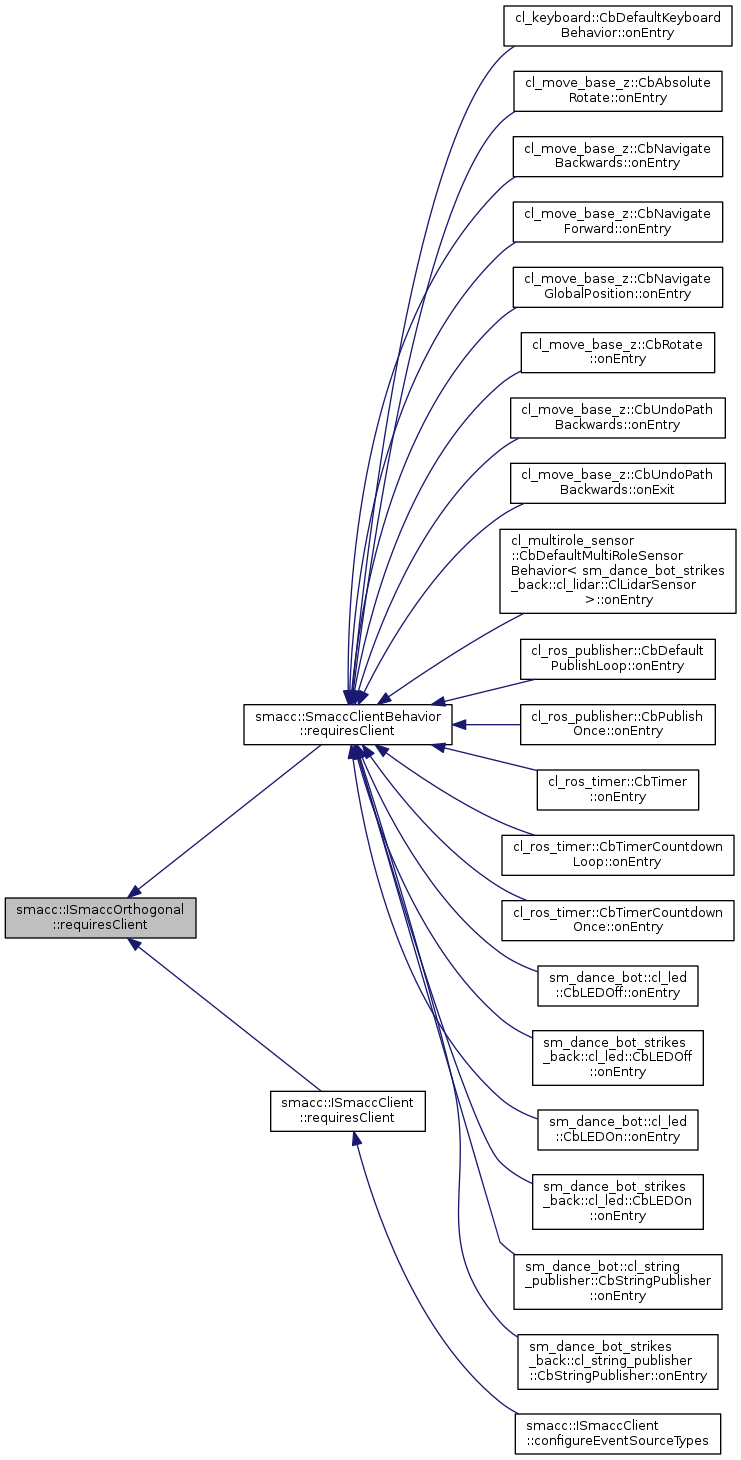 cl_keyboard::CbDefaultKeyboard
Behavior::onEntry
cl_move_base_z::CbAbsolute
Rotate::onEntry
cl_move_base_z::CbNavigate
Backwards::onEntry
cl_move_base_z::CbNavigate
Forward::onEntry
cl_move_base_z::CbNavigate
GlobalPosition::onEntry
cl_move_base_z::CbRotate
::onEntry
cl_move_base_z::CbUndoPath
Backwards::onEntry
cl_move_base_z::CbUndoPath
Backwards::onExit
cl_multirole_sensor
::CbDefaultMultiRoleSensor
Behavior< sm_dance_bot_strikes
_back::cl_lidar::ClLidarSensor
>::onEntry
cl_ros_publisher::CbDefault
PublishLoop::onEntry
smacc::SmaccClientBehavior
::requiresClient
cl_ros_publisher::CbPublish
Once::onEntry
cl_ros_timer::CbTimer
::onEntry
cl_ros_timer::CbTimerCountdown
Loop::onEntry
smacc::ISmaccOrthogonal
::requiresClient
cl_ros_timer::CbTimerCountdown
Once::onEntry
sm_dance_bot::cl_led
::CbLEDOff::onEntry
sm_dance_bot_strikes
_back::cl_led::CbLEDOff
::onEntry
smacc::ISmaccClient
::requiresClient
sm_dance_bot::cl_led
::CbLEDOn::onEntry
sm_dance_bot_strikes
_back::cl_led::CbLEDOn
::onEntry
sm_dance_bot::cl_string
_publisher::CbStringPublisher
::onEntry
sm_dance_bot_strikes
_back::cl_string_publisher
::CbStringPublisher::onEntry
smacc::ISmaccClient
::configureEventSourceTypes